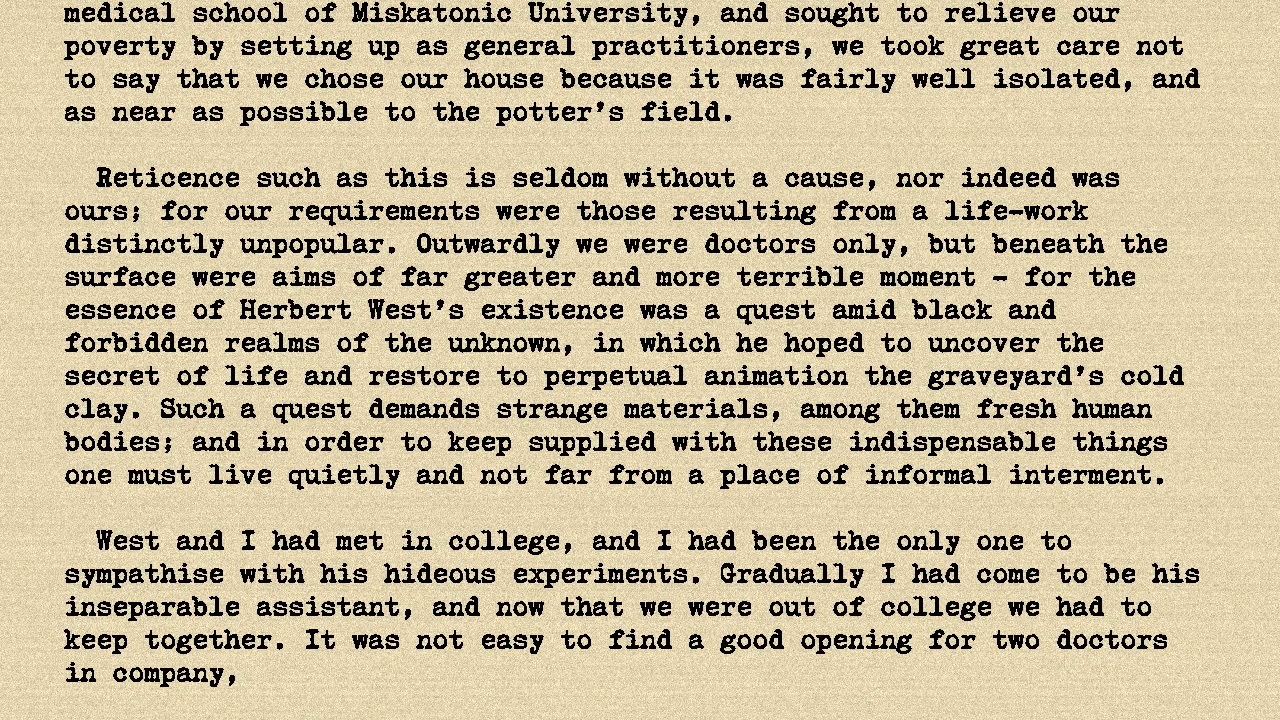 medical school of Miskatonic University, and sought to relieve our
poverty by setting up as general practitioners, we took great care not
to say that we chose our house because it was fairly well isolated, and
as near as possible to the potter's field.
Reticence such as this is seldom without a cause, nor indeed was
ours; for our requirements were those resulting from a life-work
distinctly unpopular. Outwardly we were doctors only, but beneath the
surface were aims of far greater and more terrible moment - for the
essence of Herbert West's existence was a quest amid black and
forbidden realms of the unknown, in which he hoped to uncover the
secret of life and restore to perpetual animation the graveyard's cold
clay. Such a quest demands strange materials, among them fresh human
bodies; and in order to keep supplied with these indispensable things
one must live quietly and not far from a place of informal interment.
West and I had met in college, and I had been the only one to
sympathise with his hideous experiments. Gradually I had come to be his
inseparable assistant, and now that we were out of college we had to
keep together. It was not easy to find a good opening for two doctors
in company,